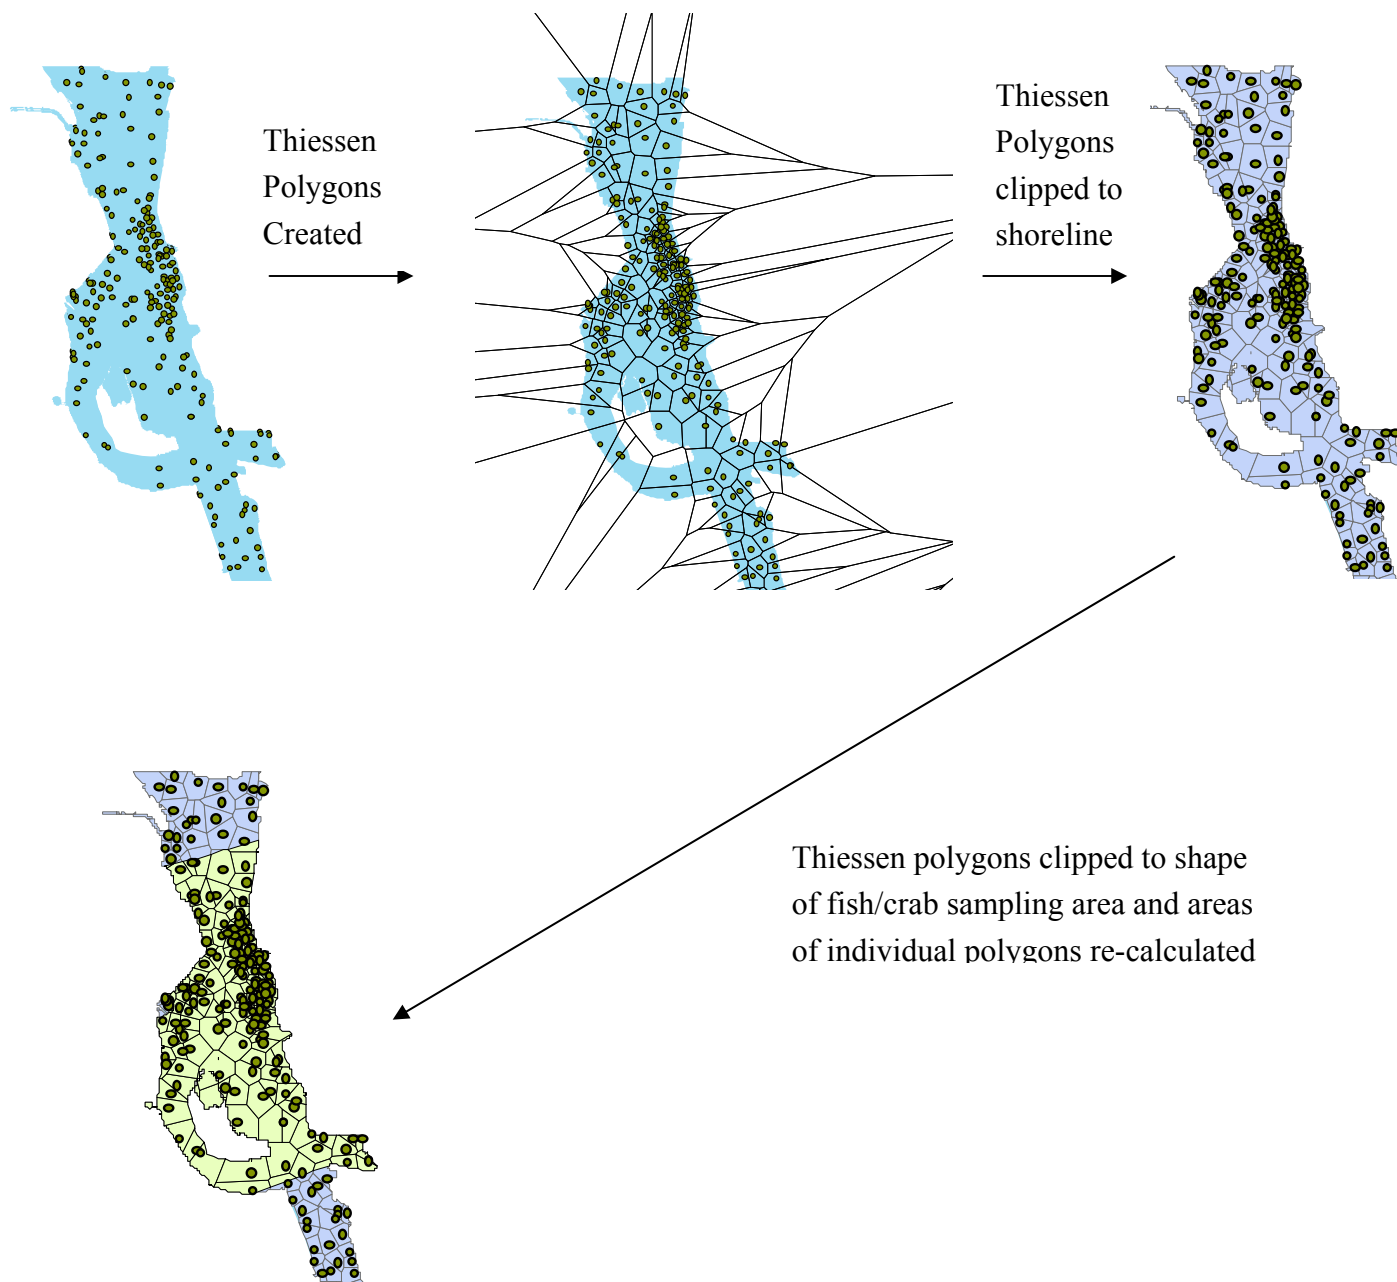 Thiessen
Polygons
Created
Thiessen
Polygons
clipped to
shoreline
Thiessen polygons clipped to shape
of fish/crab sampling area and areas
of individual polygons re-calculated